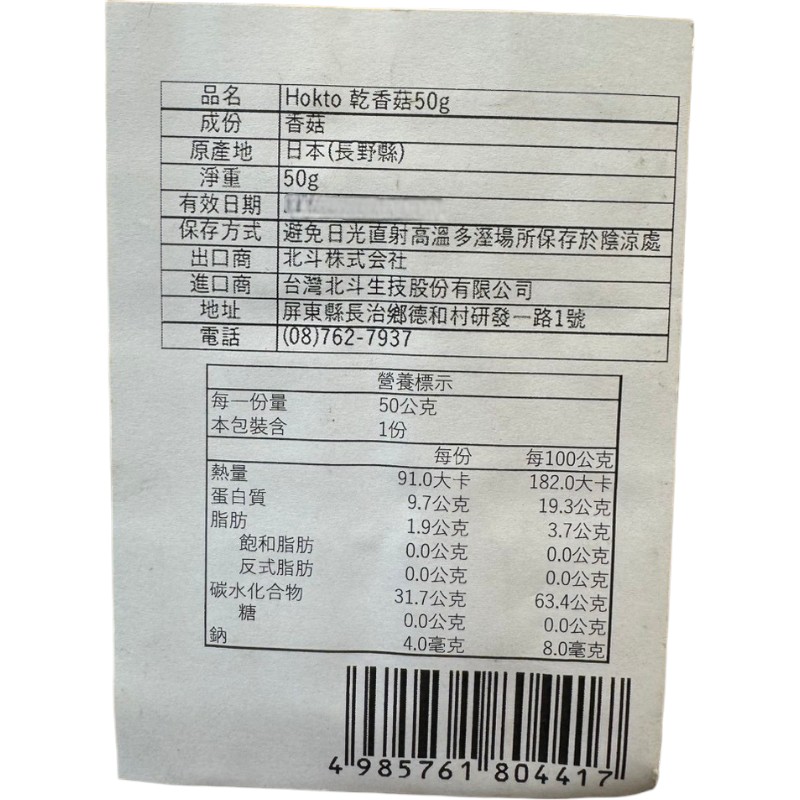 品名 Hokto 乾香菇50g
成份 香菇
原產地 日本(長野縣)
淨重 50g
有效日期
保存方式 避免日光直射高溫多溼場所保存於陰涼處
出口商 北斗株式会社
進口商 台灣北斗生技股份有限公司
地址 屏東縣長治鄉德和村研發一路1號
電話 (08)762-7937
營養標示
每一份量 50公克
本包裝含 1份
每份 每100公克
熱量 91.0大卡 182.0大卡
蛋白質 9.7公克 19.3公克
脂肪 1.9公克 3.7公克
飽和脂肪 0.0公克 0.0公克
反式脂肪 0.0公克 0.0公克
碳水化合物 31.7公克 63.4公克
糖 0.0公克 0.0公克
鈉 4.0毫克 8.0毫克
4 985761 804417